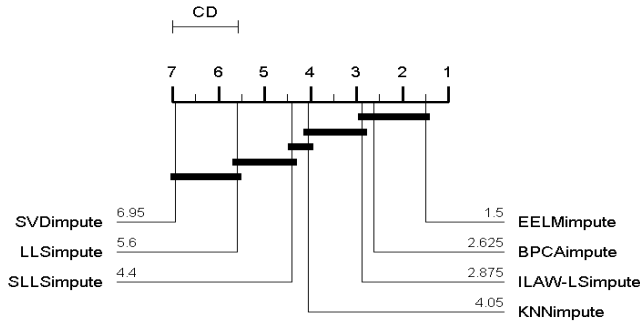 CD
7 6 5 4 3 2 1
SVDimpute 6.95
LLSimpute 5.6
SLLSimpute 4.4
1.5 EELMimpute
2.625 BPCAimpute
2.875 ILAW-LSimpute
4.05 KNNimpute